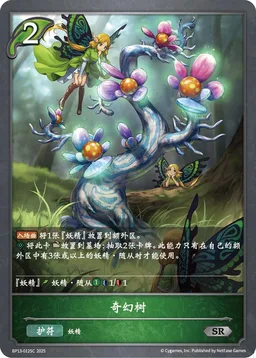 2
入场曲 将1张『妖精』放置到额外区。
将此卡放置到墓场:抽取2张卡牌。此能力只有在自己的额
外区中有3张或以上的妖精・随从时才能使用。
『妖精』妖精・随从 1 1/1
奇幻树
护符 妖精 SR
BP13-012SC 2025 © Cygames, Inc. Published by NetEase Games